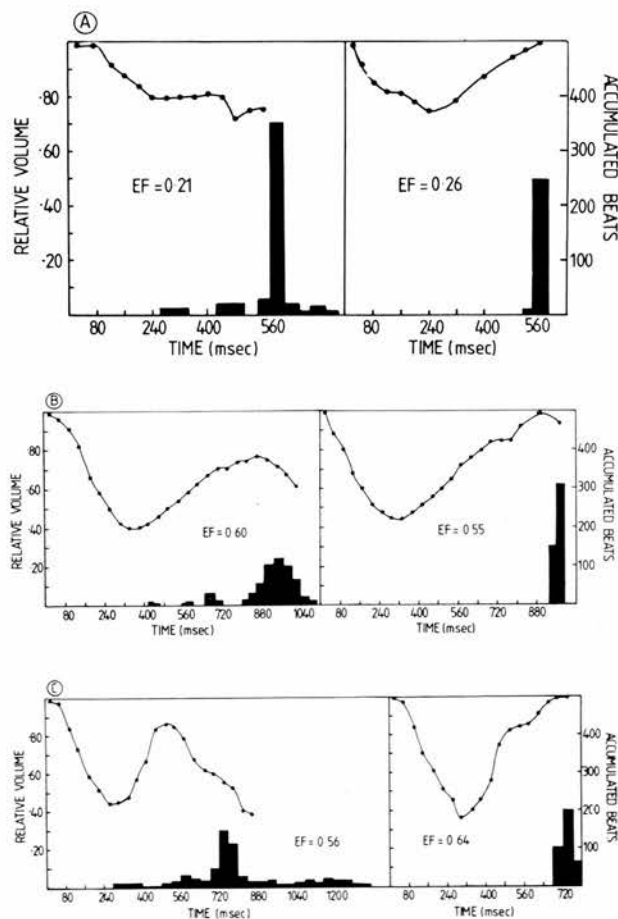 A
RELATIVE VOLUME
·80
·60
·40
·20
EF = 0·21
80 240 400 560
TIME (msec)
EF = 0·26
80 240 400 560
TIME (msec)
400
300
200
100
ACCUMULATED BEATS
B
RELATIVE VOLUME
·80
·60
·40
·20
EF = 0·60
80 240 400 560 720 880 1040
TIME (msec)
EF = 0·55
80 240 400 560 720 880
TIME (msec)
400
300
200
100
ACCUMULATED BEATS
C
RELATIVE VOLUME
·80
·60
·40
·20
EF = 0·56
80 240 400 560 720 880 1040 1200
TIME (msec)
EF = 0·64
80 240 400 560 720
TIME (msec)
400
300
200
100
ACCUMULATED BEATS